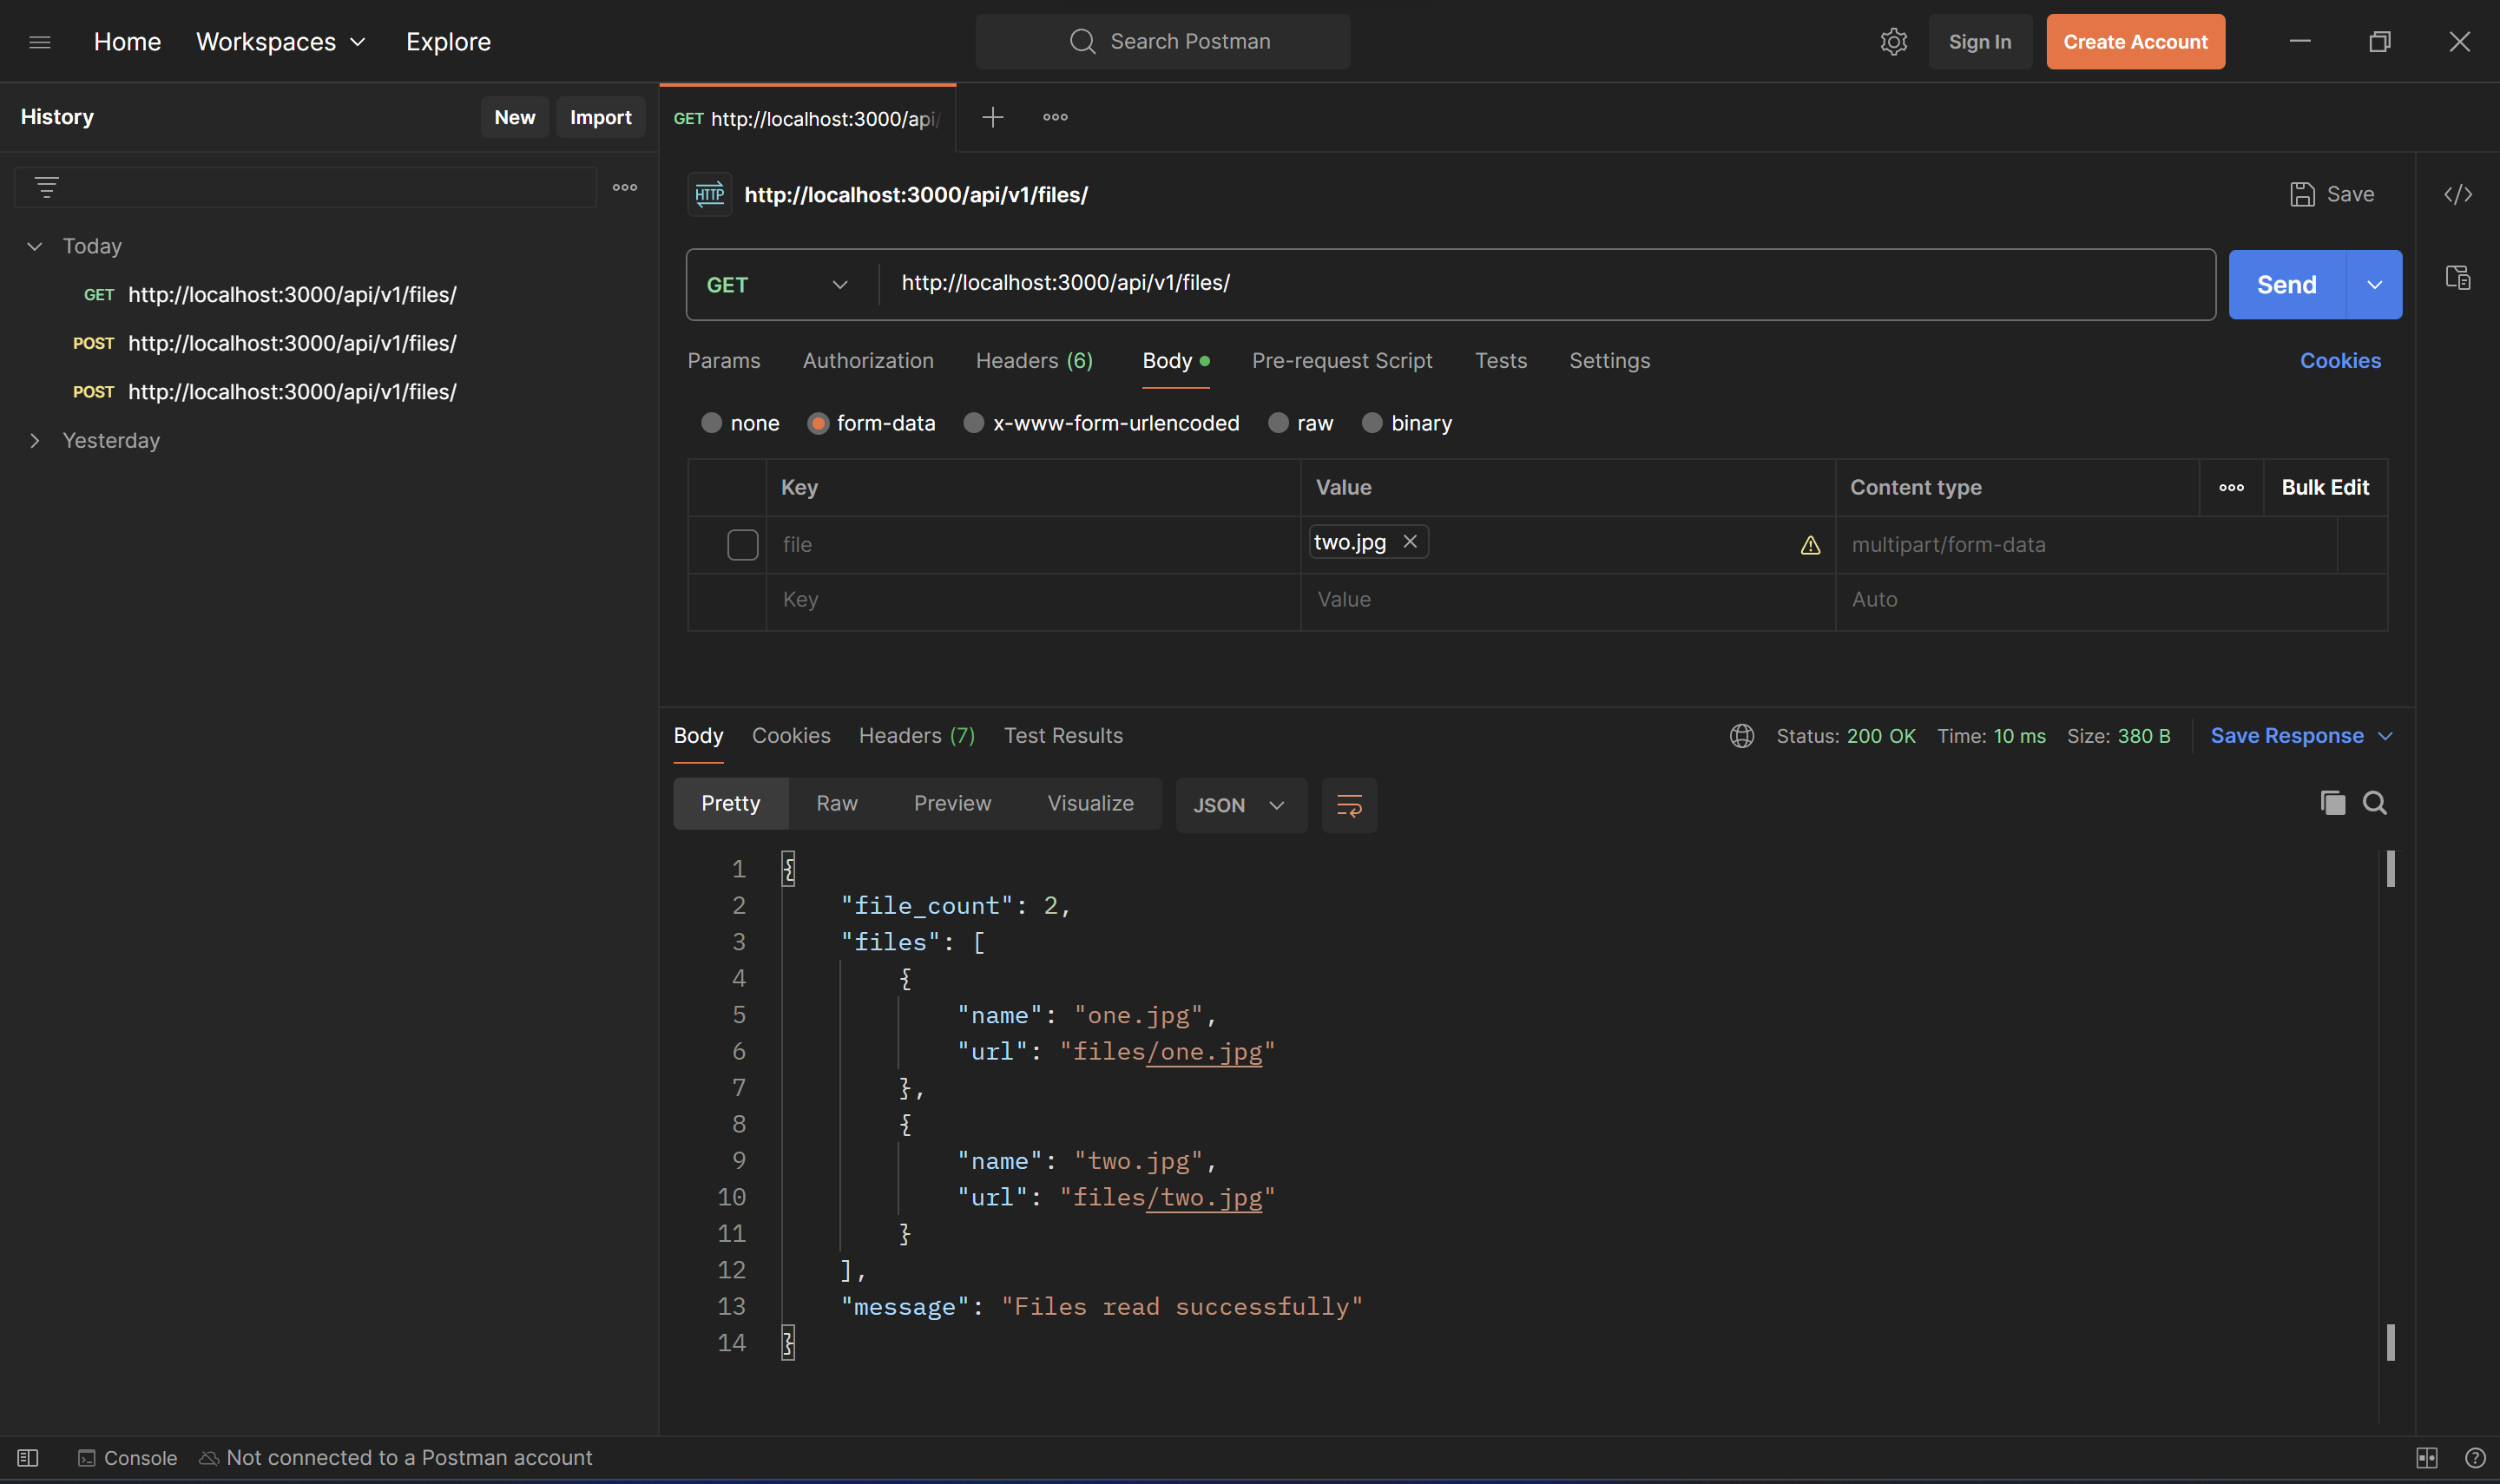 Home Workspaces Explore Search Postman Sign In Create Account
History New Import
GET http://localhost:3000/api/
http://localhost:3000/api/v1/files/ Save
Today
GET http://localhost:3000/api/v1/files/
POST http://localhost:3000/api/v1/files/
POST http://localhost:3000/api/v1/files/
Yesterday
GET http://localhost:3000/api/v1/files/ Send
Params Authorization Headers (6) Body Pre-request Script Tests Settings Cookies
none form-data x-www-form-urlencoded raw binary
Key Value Content type Bulk Edit
file two.jpg multipart/form-data
Key Value Auto
Body Cookies Headers (7) Test Results Status: 200 OK Time: 10 ms Size: 380 B Save Response
Pretty Raw Preview Visualize JSON
1 {
2 "file_count": 2,
3 "files": [
4 {
5 "name": "one.jpg",
6 "url": "files/one.jpg"
7 },
8 {
9 "name": "two.jpg",
10 "url": "files/two.jpg"
11 }
12 ],
13 "message": "Files read successfully"
14 }
Console Not connected to a Postman account